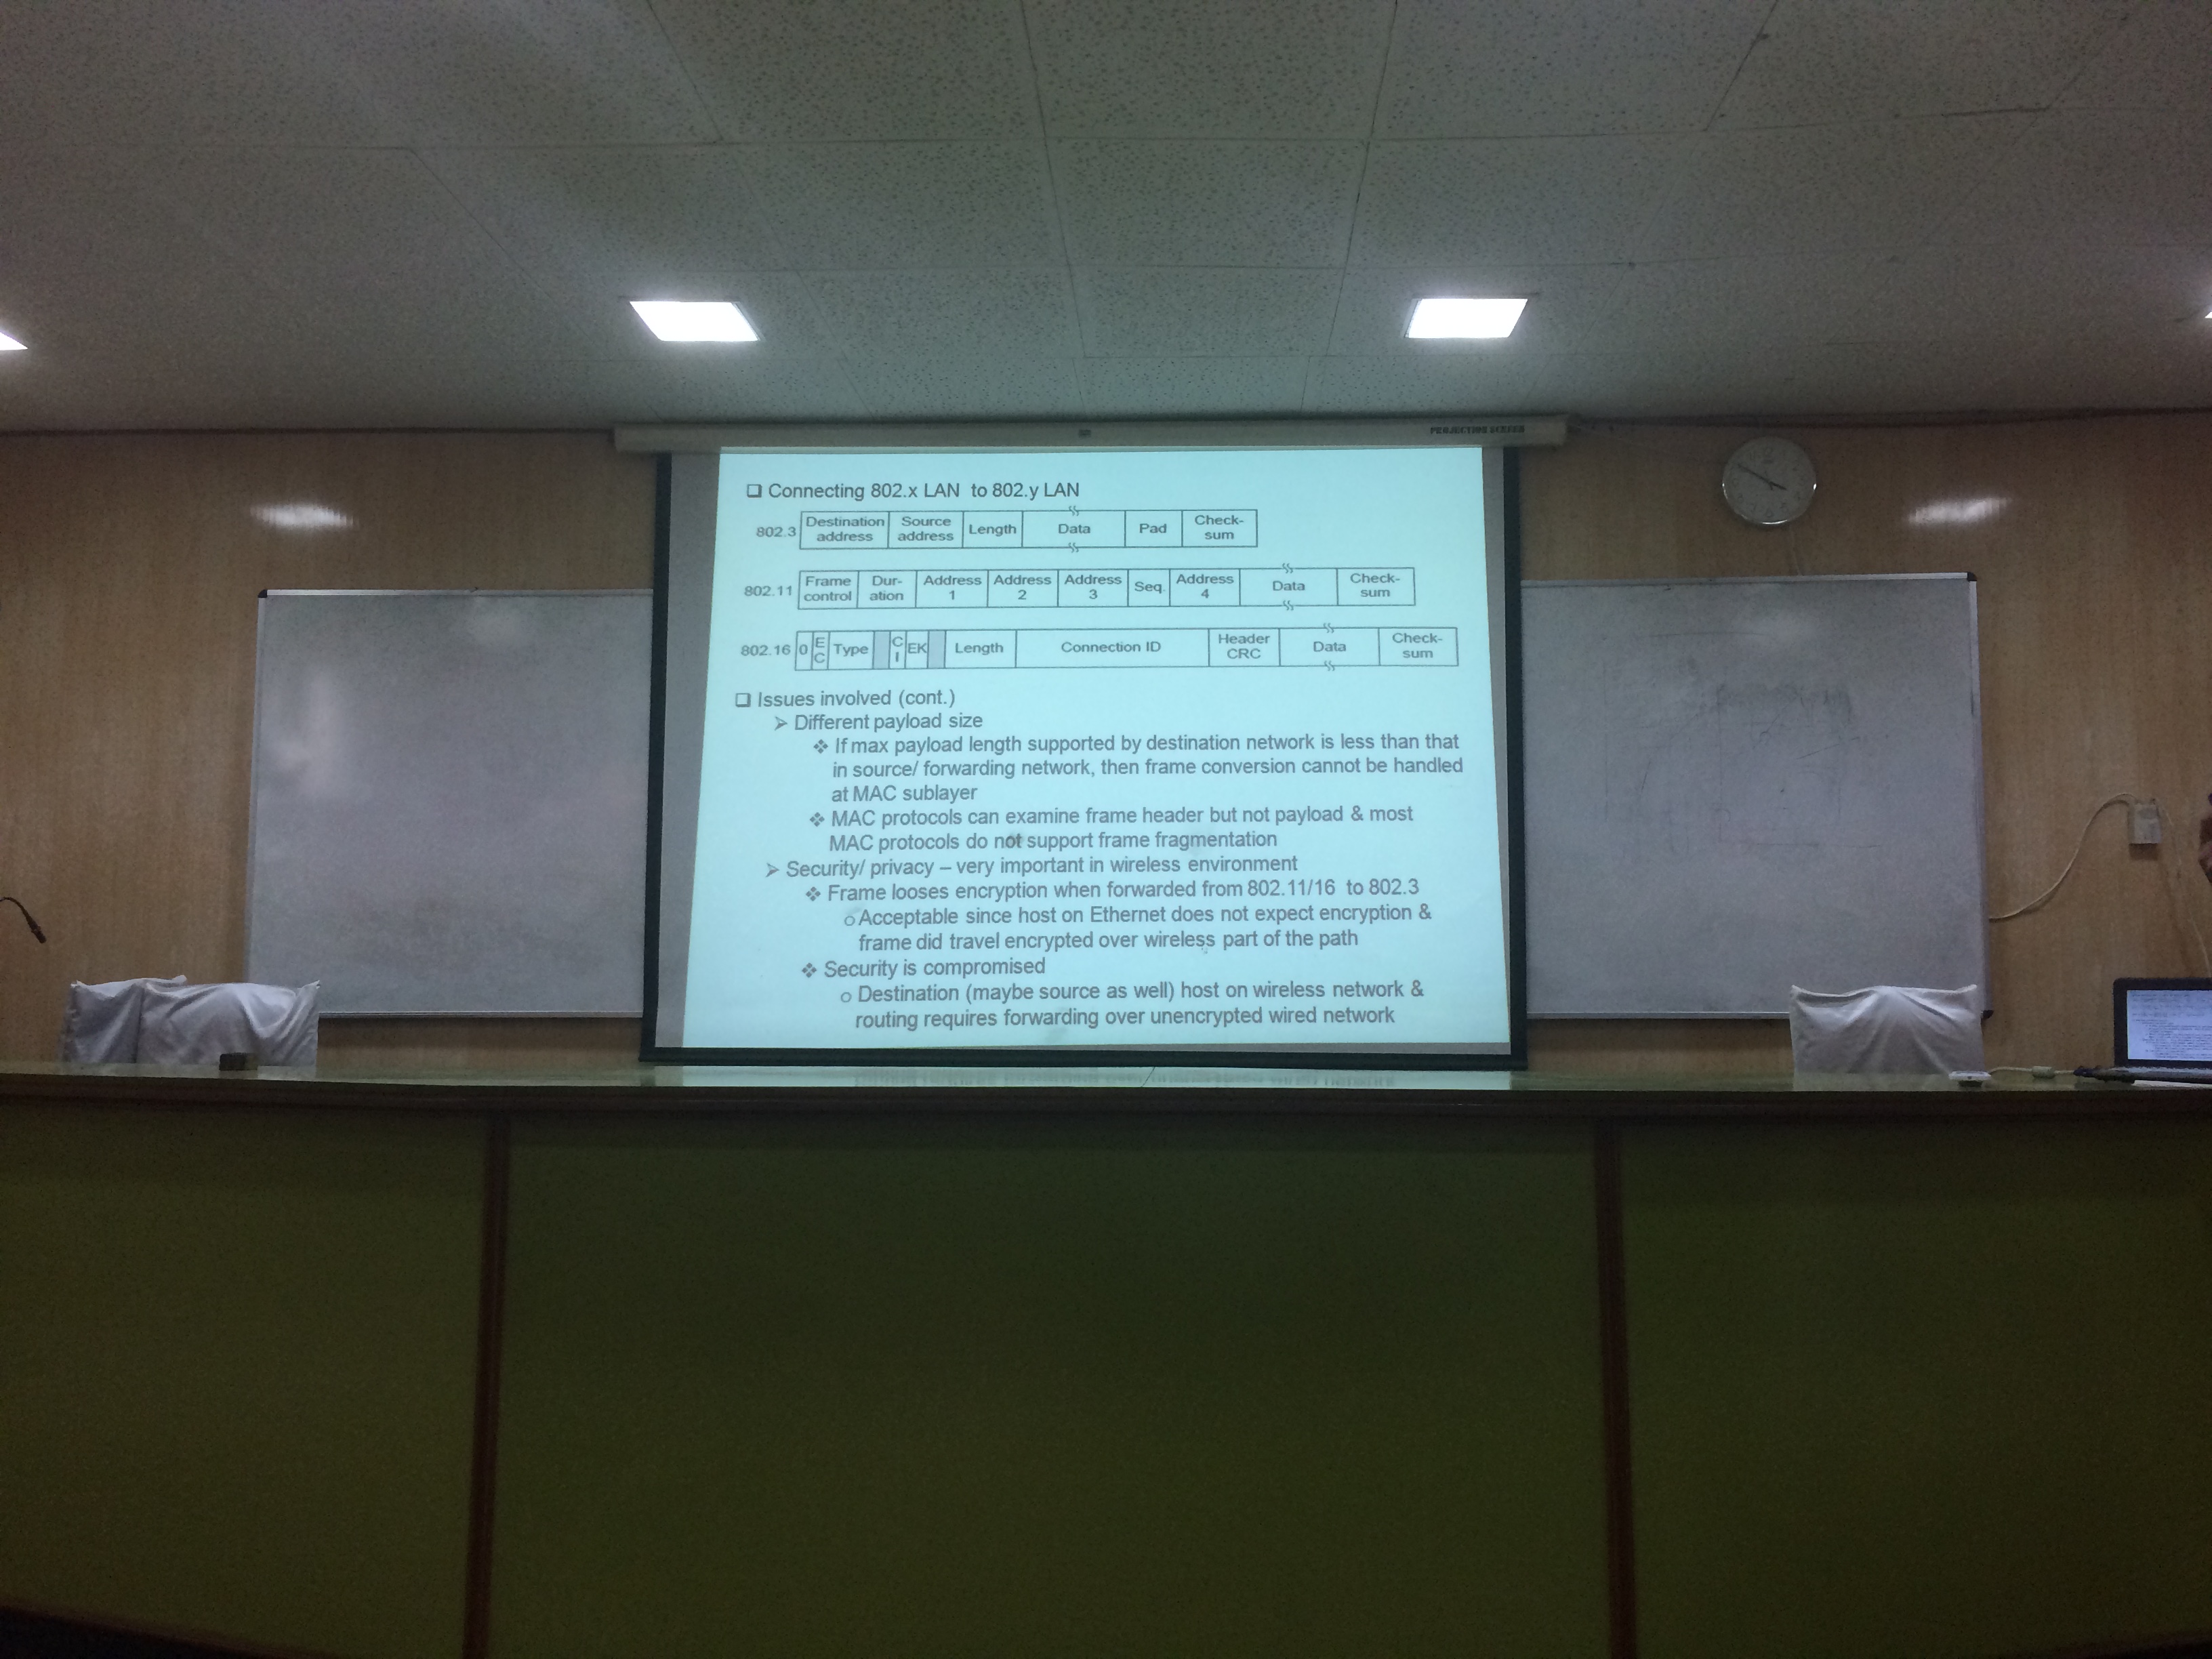 PROJECTION SCREEN
❑ Connecting 802.x LAN to 802.y LAN
802.3 Destination address Source address Length Data Pad Check-sum
802.11 Frame control Dur-ation Address 1 Address 2 Address 3 Seq. Address 4 Data Check-sum
802.16 0 EC Type CI EK Length Connection ID Header CRC Data Check-sum
❑ Issues involved (cont.)
➢ Different payload size
❖ If max payload length supported by destination network is less than that
in source/ forwarding network, then frame conversion cannot be handled
at MAC sublayer
❖ MAC protocols can examine frame header but not payload & most
MAC protocols do not support frame fragmentation
➢ Security/ privacy – very important in wireless environment
❖ Frame looses encryption when forwarded from 802.11/16 to 802.3
o Acceptable since host on Ethernet does not expect encryption &
frame did travel encrypted over wireless part of the path
❖ Security is compromised
o Destination (maybe source as well) host on wireless network &
routing requires forwarding over unencrypted wired network